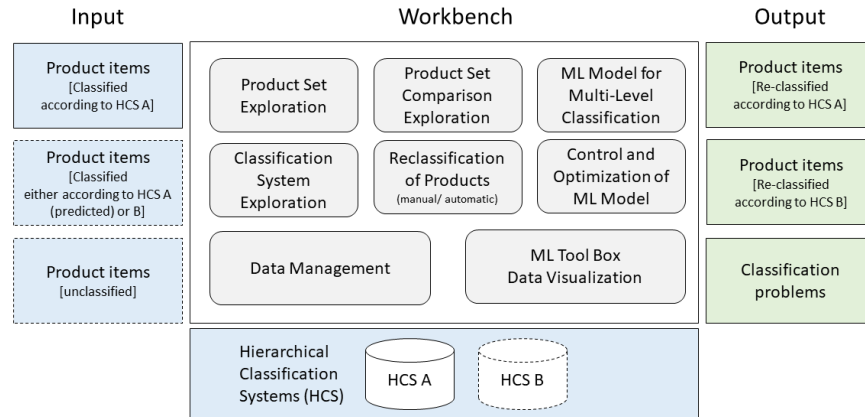 Input
Workbench
Output
Product items
[Classified
according to HCS A]
Product items
[Classified
either according to HCS A
(predicted) or B]
Product items
[unclassified]
Product Set
Exploration
Product Set
Comparison
Exploration
ML Model for
Multi-Level
Classification
Classification
System
Exploration
Reclassification
of Products
(manual/ automatic)
Control and
Optimization of
ML Model
Data Management
ML Tool Box
Data Visualization
Product items
[Re-classified
according to HCS A]
Product items
[Re-classified
according to HCS B]
Classification
problems
Hierarchical
Classification
Systems (HCS)
HCS A
HCS B